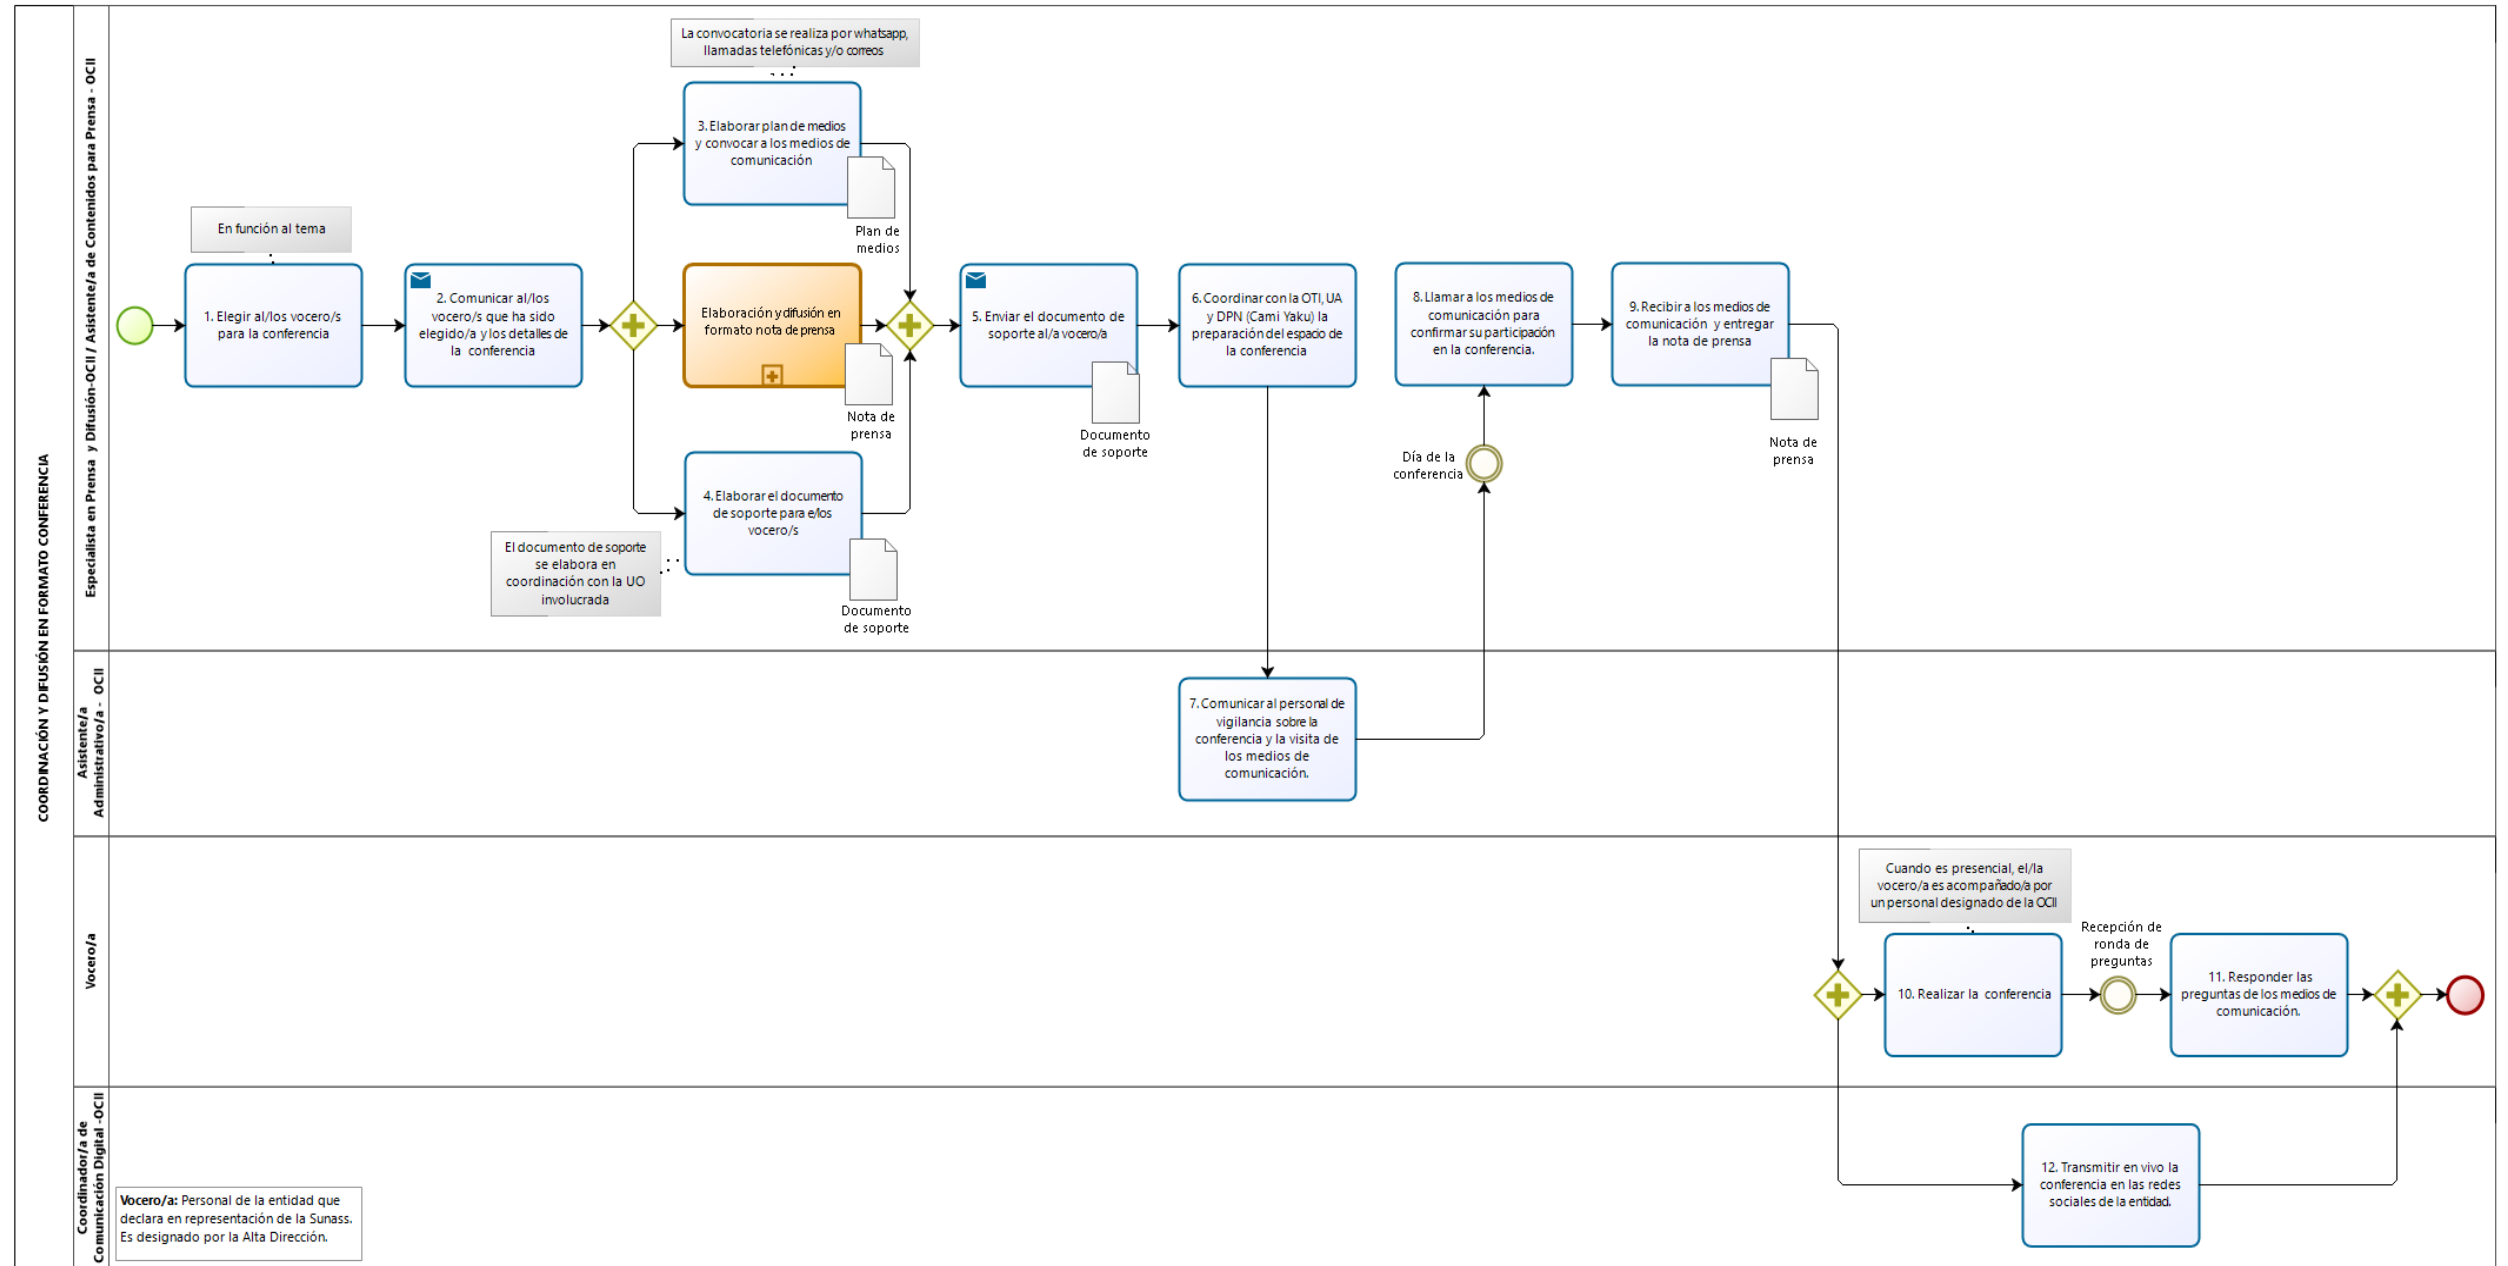 COORDINACIÓN Y DIFUSIÓN EN FORMATO CONFERENCIA
Especialista en Prensa y Difusión-OCII / Asistente/a de Contenidos para Prensa - OCII
La convocatoria se realiza por whatsapp,
llamadas telefónicas y/o correos
3. Elaborar plan de medios
y convocar a los medios de
comunicación
Plan de
medios
En función al tema
1. Elegir al/los vocero/s
para la conferencia
2. Comunicar al/los
vocero/s que ha sido
elegido/a y los detalles de
la conferencia
Elaboración y difusión en
formato nota de prensa
Nota de
prensa
4. Elaborar el documento
de soporte para e/los
vocero/s
El documento de soporte
se elabora en
coordinación con la UO
involucrada
Documento
de soporte
5. Enviar el documento de
soporte al/a vocero/a
Documento
de soporte
6. Coordinar con la OTI, UA
y DPN (Cami Yaku) la
preparación del espacio de
la conferencia
8. Llamar a los medios de
comunicación para
confirmar su participación
en la conferencia.
Día de la
conferencia
9. Recibir a los medios de
comunicación y entregar
la nota de prensa
Nota de
prensa
Asistente/a
Administrativo/a - OCII
7. Comunicar al personal de
vigilancia sobre la
conferencia y la visita de
los medios de
comunicación.
Vocero/a
Cuando es presencial, el/la
vocero/a es acompañado/a por
un personal designado de la OCII
10. Realizar la conferencia
Recepción de
ronda de
preguntas
11. Responder las
preguntas de los medios de
comunicación.
Coordinador/a de
Comunicación Digital -OCII
12. Transmitir en vivo la
conferencia en las redes
sociales de la entidad.
Vocero/a: Personal de la entidad que
declara en representación de la Sunass.
Es designado por la Alta Dirección.